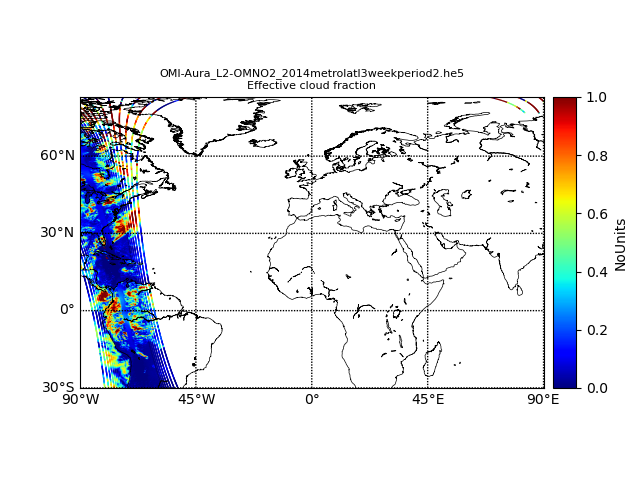 OMI-Aura_L2-OMNO2_2014metrolatl3weekperiod2.he5
Effective cloud fraction
60°N
30°N
0°
30°S
90°W 45°W 0° 45°E 90°E
1.0
0.8
0.6
0.4
0.2
0.0
NoUnits